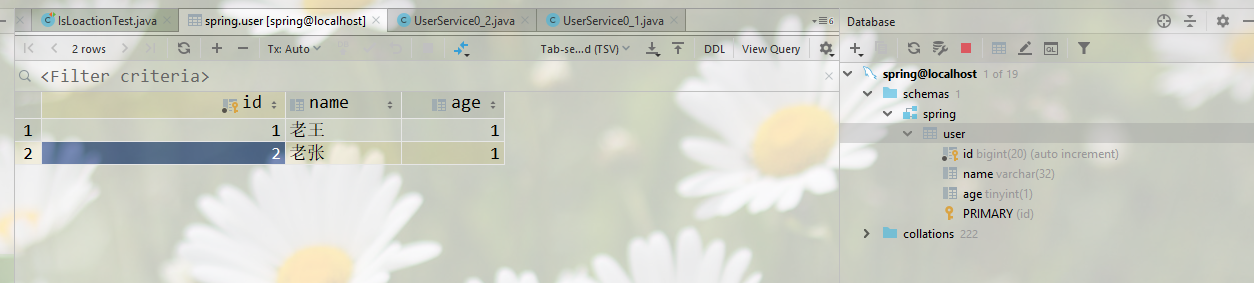 IsLoactionTest.java
spring.user [spring@localhost]
UserService0_2.java
UserService0_1.java
6
Database
2 rows
Tx: Auto
Tab-se...d (TSV)
DDL
View Query
<Filter criteria>
id
name
age
1
1
老王
1
2
2
老张
1
spring@localhost 1 of 19
schemas 1
spring
user
id bigint(20) (auto increment)
name varchar(32)
age tinyint(1)
PRIMARY (id)
collations 222